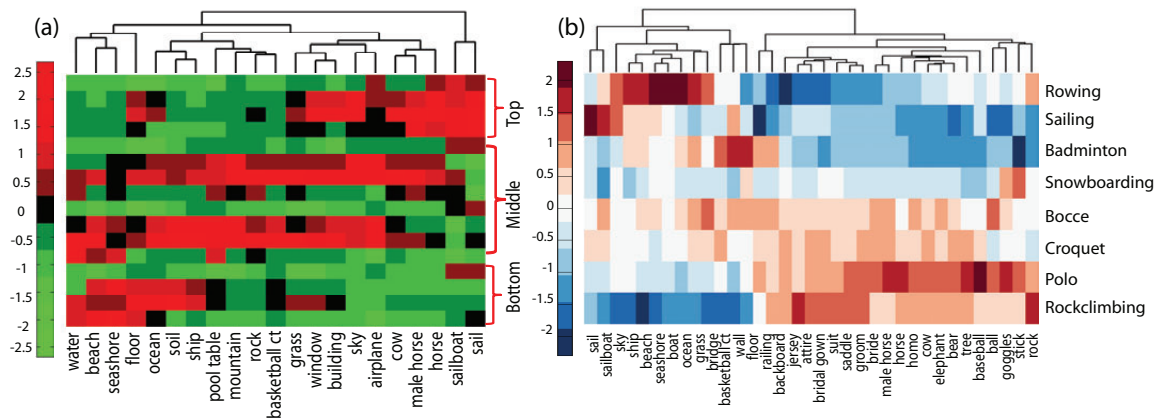 (a)
2.5
2
1.5
1
0.5
0
-0.5
-1
-1.5
-2
-2.5
Top
Middle
Bottom
water
beach
seashore
floor
ocean
soil
ship
pool table
mountain
rock
basketball ct
grass
window
building
sky
airplane
cow
male horse
horse
sailboat
sail
(b)
2
1.5
1
0.5
0
-0.5
-1
-1.5
-2
Rowing
Sailing
Badminton
Snowboarding
Bocce
Croquet
Polo
Rockclimbing
sail
sailboat
sky
ship
beach
seashore
boat
ocean
grass
bridge
basketball ct
wall
floor
railing
backboard
jersey
attire
bridal gown
suit
saddle
groom
bride
male horse
horse
homo
cow
elephant
bear
tree
baseball
ball
goggles
stick
rock